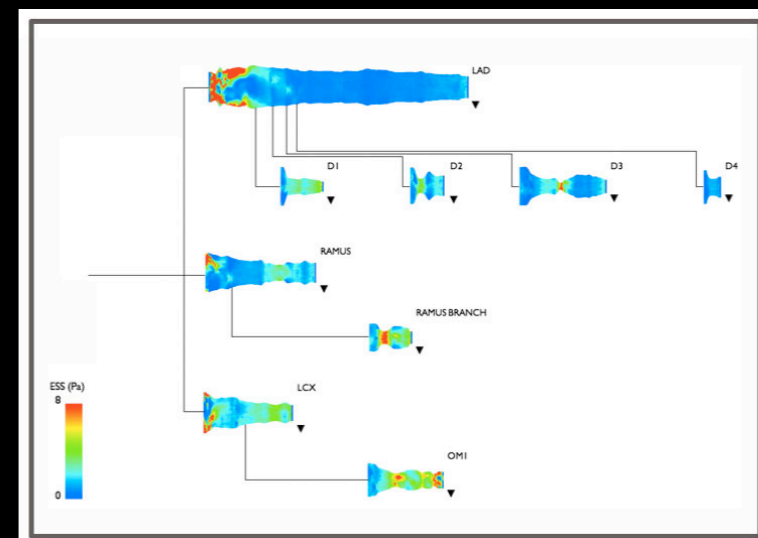 LAD
D1
D2
D3
D4
RAMUS
RAMUS BRANCH
ESS (Pa)
8
0
LCX
OM1